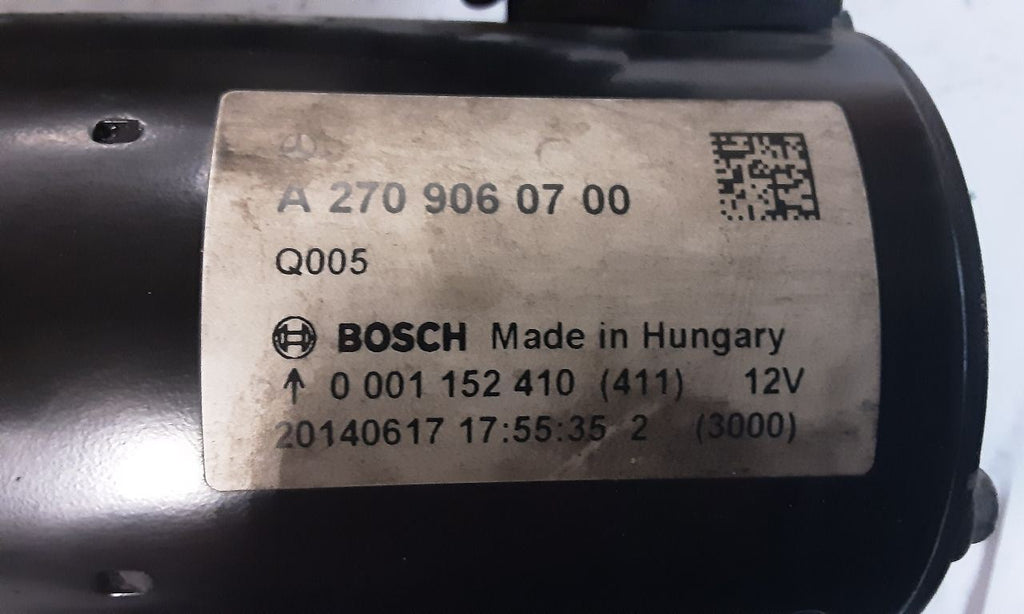 A 270 906 07 00
Q005
BOSCH Made in Hungary
↑ 0 001 152 410 (411) 12V
20140617 17:55:35 2 (3000)